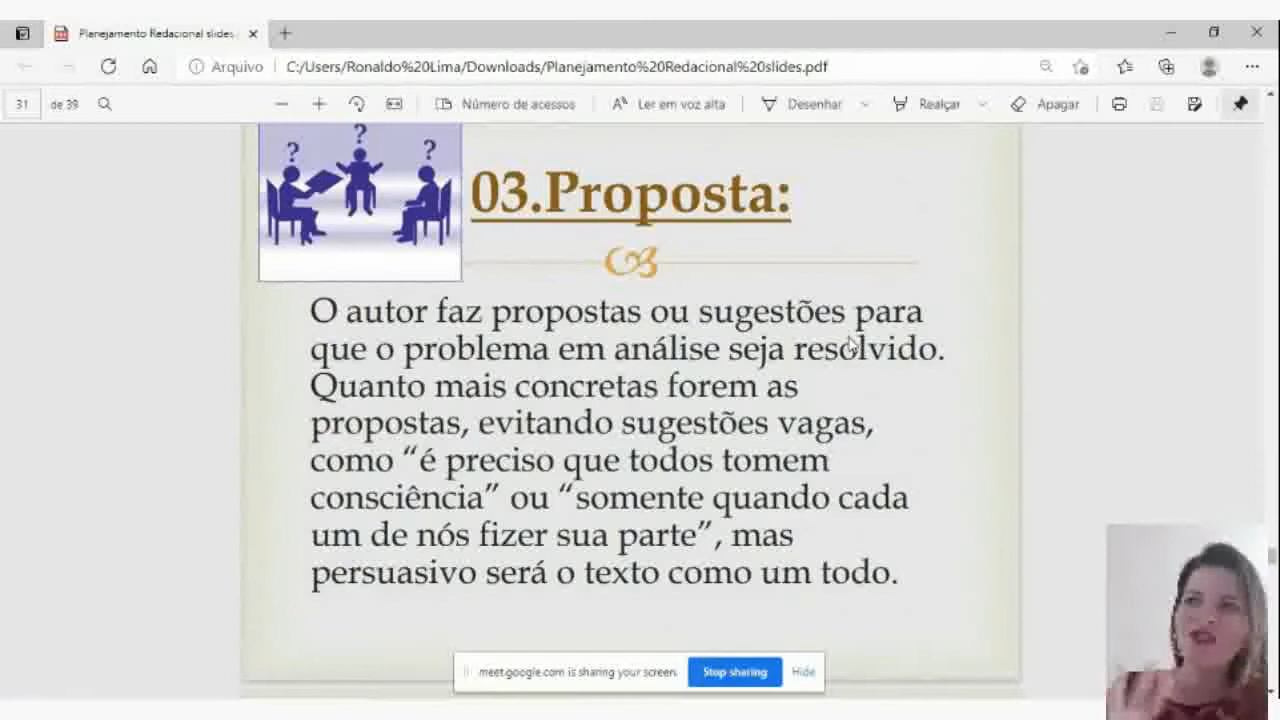 Planejamento Redacional slides.
Arquivo
C:/Users/Ronaldo%20Lima/Downloads/Planejamento%20Redacional%20slides.pdf
31 de 39
Número de acessos
Ler em voz alta
Desenhar
Realçar
Apagar
? ? ?
03.Proposta:
O autor faz propostas ou sugestões para
que o problema em análise seja resolvido.
Quanto mais concretas forem as
propostas, evitando sugestões vagas,
como “é preciso que todos tomem
consciência” ou “somente quando cada
um de nós fizer sua parte”, mas
persuasivo será o texto como um todo.
meet.google.com is sharing your screen.
Stop sharing
Hide